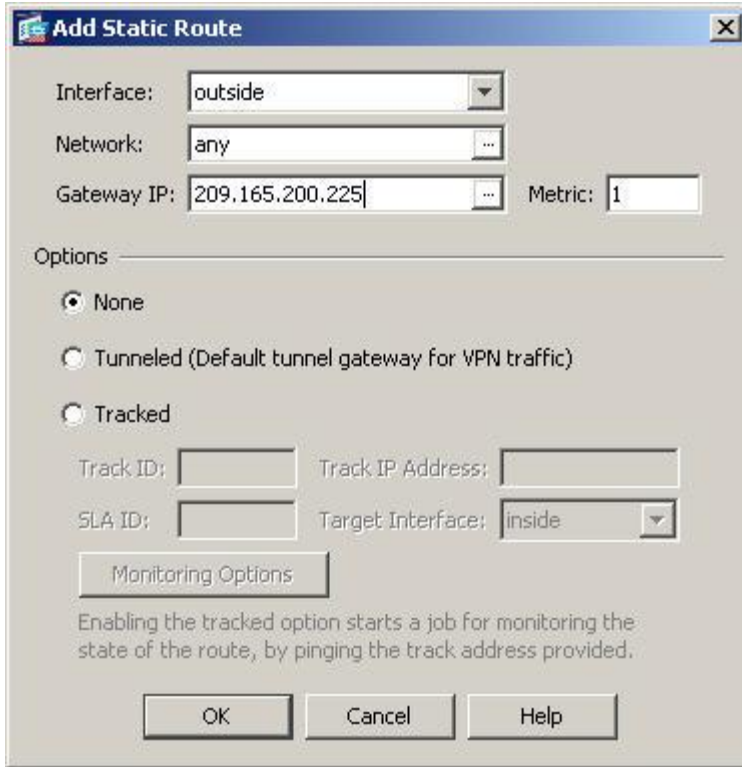 Add Static Route
Interface: outside
Network: any
Gateway IP: 209.165.200.225 Metric: 1
Options
None
Tunneled (Default tunnel gateway for VPN traffic)
Tracked
Track ID: Track IP Address:
SLA ID: Target Interface: inside
Monitoring Options
Enabling the tracked option starts a job for monitoring the
state of the route, by pinging the track address provided.
OK Cancel Help